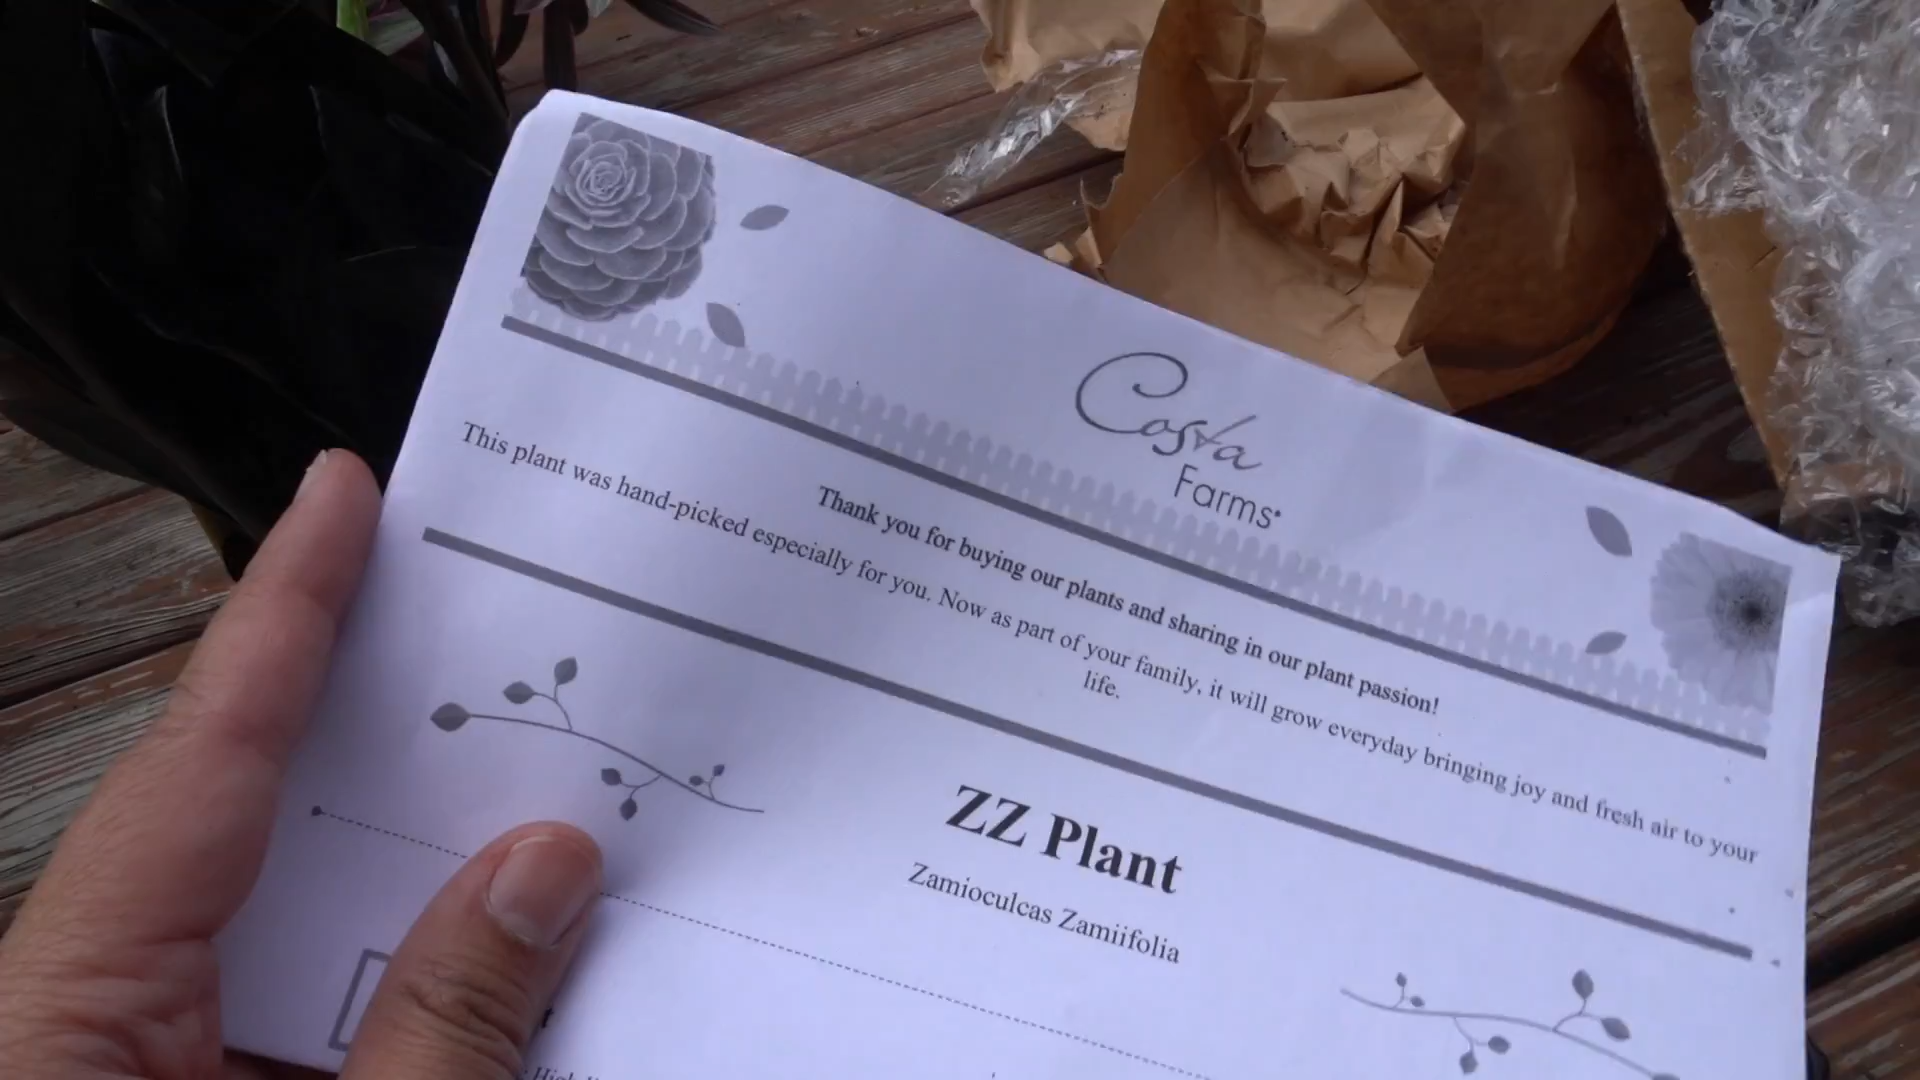 Costa
Farms
Thank you for buying our plants and sharing in our plant passion!
This plant was hand-picked especially for you. Now as part of your family, it will grow everyday bringing joy and fresh air to your
life.
ZZ Plant
Zamioculcas Zamiifolia